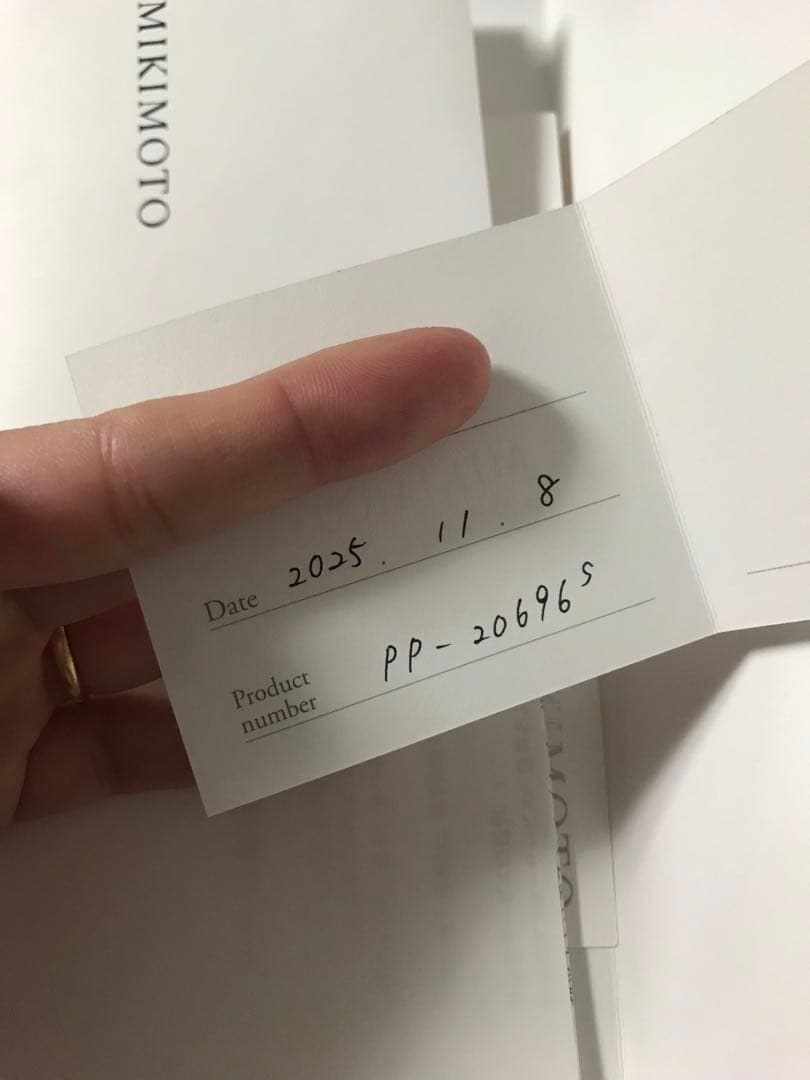 MIKIMOTO
Date 2025. 11. 8
Product
number PP-20696S